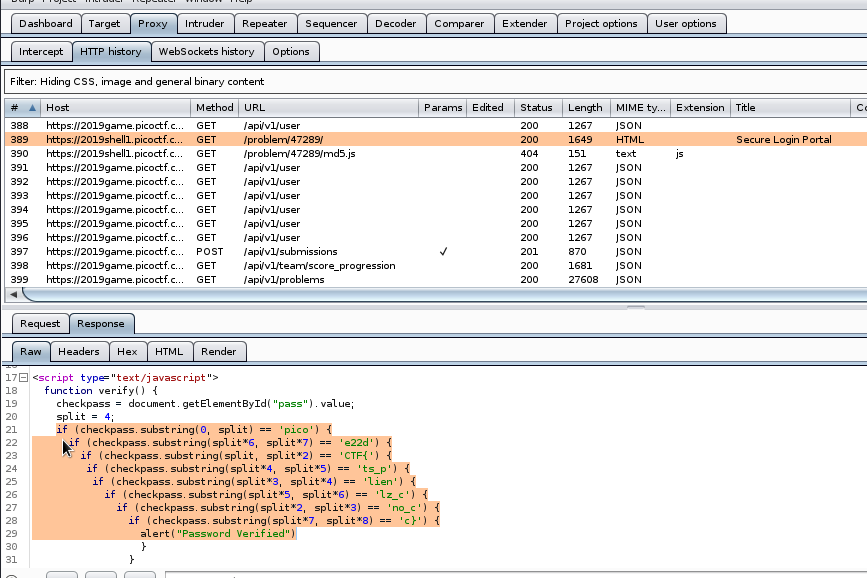 Dashboard Target Proxy Intruder Repeater Sequencer Decoder Comparer Extender Project options User options
Intercept HTTP history WebSockets history Options
Filter: Hiding CSS, image and general binary content
# Host Method URL Params Edited Status Length MIME ty... Extension Title Co
388 https://2019game.picoctf.c... GET /api/v1/user 200 1267 JSON
389 https://2019shell1.picoctf.c... GET /problem/47289/ 200 1649 HTML Secure Login Portal
390 https://2019shell1.picoctf.c... GET /problem/47289/md5.js 404 151 text js
391 https://2019game.picoctf.c... GET /api/v1/user 200 1267 JSON
392 https://2019game.picoctf.c... GET /api/v1/user 200 1267 JSON
393 https://2019game.picoctf.c... GET /api/v1/user 200 1267 JSON
394 https://2019game.picoctf.c... GET /api/v1/user 200 1267 JSON
395 https://2019game.picoctf.c... GET /api/v1/user 200 1267 JSON
396 https://2019game.picoctf.c... GET /api/v1/user 200 1267 JSON
397 https://2019game.picoctf.c... POST /api/v1/submissions ✓ 201 870 JSON
398 https://2019game.picoctf.c... GET /api/v1/team/score_progression 200 1681 JSON
399 https://2019game.picoctf.c... GET /api/v1/problems 200 27608 JSON
Request Response
Raw Headers Hex HTML Render
17 <script type="text/javascript">
18 function verify() {
19 checkpass = document.getElementById("pass").value;
20 split = 4;
21 if (checkpass.substring(0, split) == 'pico') {
22 if (checkpass.substring(split*6, split*7) == 'e22d') {
23 if (checkpass.substring(split, split*2) == 'CTF{') {
24 if (checkpass.substring(split*4, split*5) == 'ts_p') {
25 if (checkpass.substring(split*3, split*4) == 'lien') {
26 if (checkpass.substring(split*5, split*6) == 'lz_c') {
27 if (checkpass.substring(split*2, split*3) == 'no_c') {
28 if (checkpass.substring(split*7, split*8) == 'c}') {
29 alert("Password Verified")
30 }
31 }